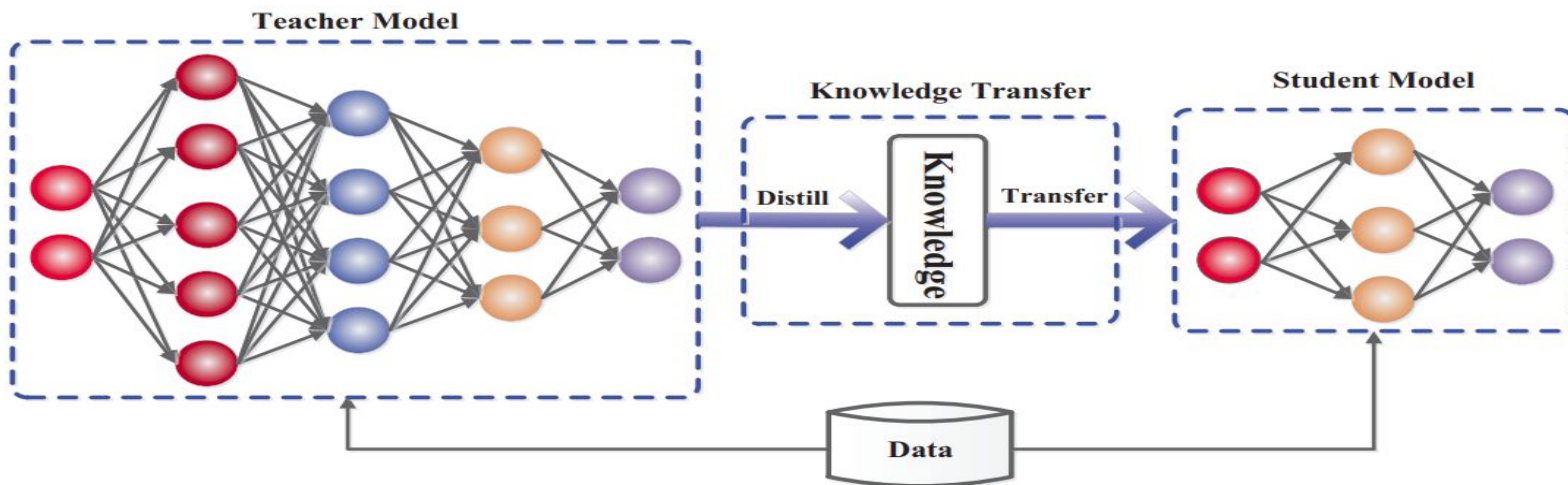 Teacher Model
Knowledge Transfer
Student Model
Distill
Knowledge
Transfer
Data